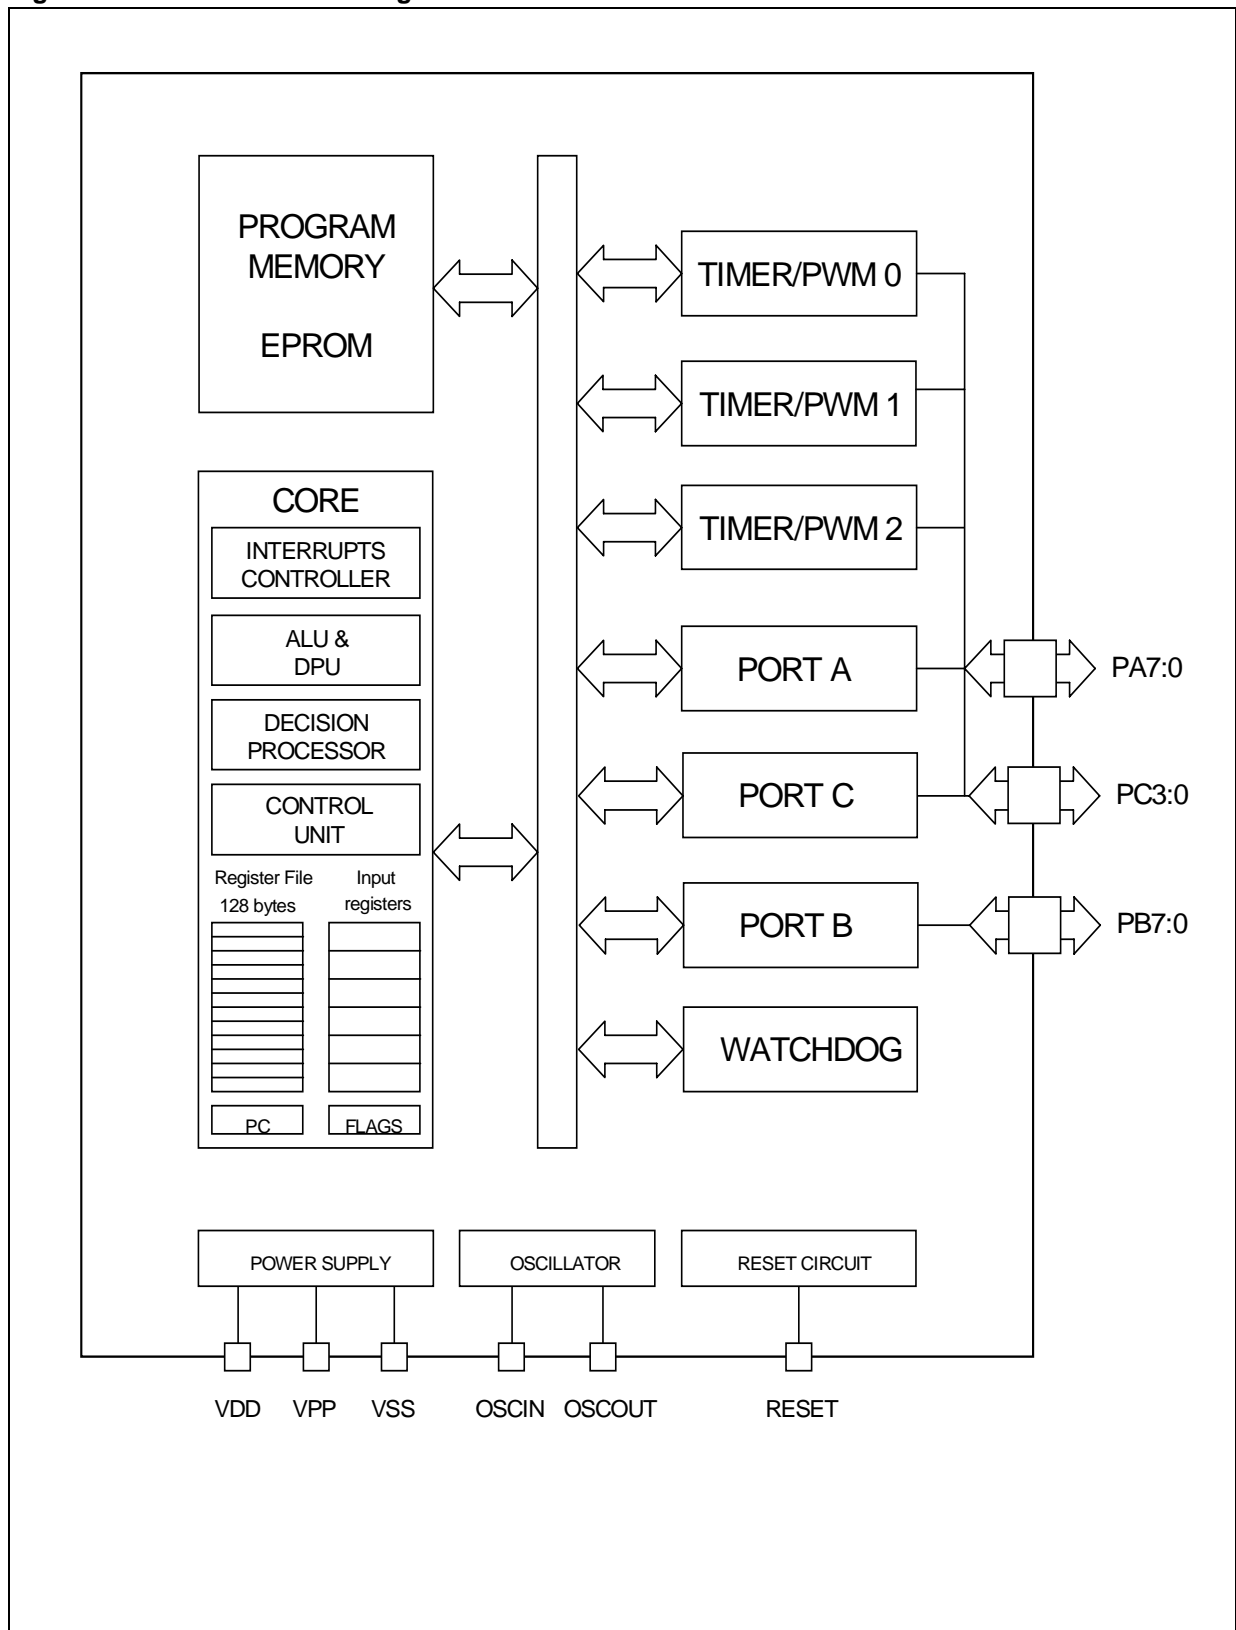 PROGRAM
MEMORY
EPROM
CORE
INTERRUPTS
CONTROLLER
ALU &
DPU
DECISION
PROCESSOR
CONTROL
UNIT
Register File
128 bytes
Input
registers
PC
FLAGS
TIMER/PWM 0
TIMER/PWM 1
TIMER/PWM 2
PORT A
PA7:0
PORT C
PC3:0
PORT B
PB7:0
WATCHDOG
POWER SUPPLY
OSCILLATOR
RESET CIRCUIT
VDD
VPP
VSS
OSCIN
OSCOUT
RESET